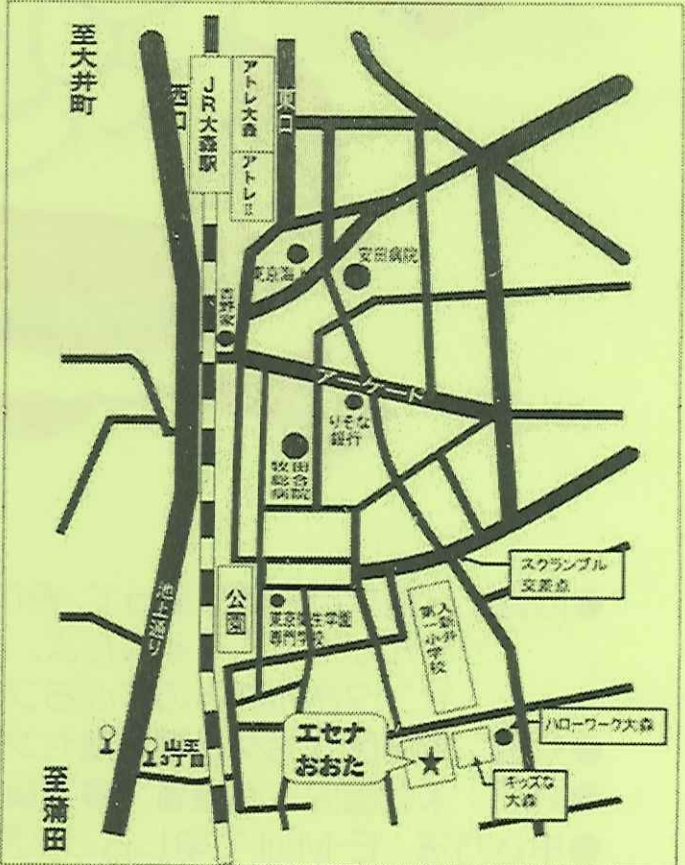 至大井町
西口
JR大森駅
アトレ大森
アトレⅡ
東口
安田病院
東京海上
アーケード
りそな
銀行
牧田
総合
病院
スクランブル
交差点
公園
東京衛生学園
専門学校
入新井
第一小学校
池上通り
山王
3丁目
エセナ
おおた
ハローワーク大森
キッズな
大森
至蒲田